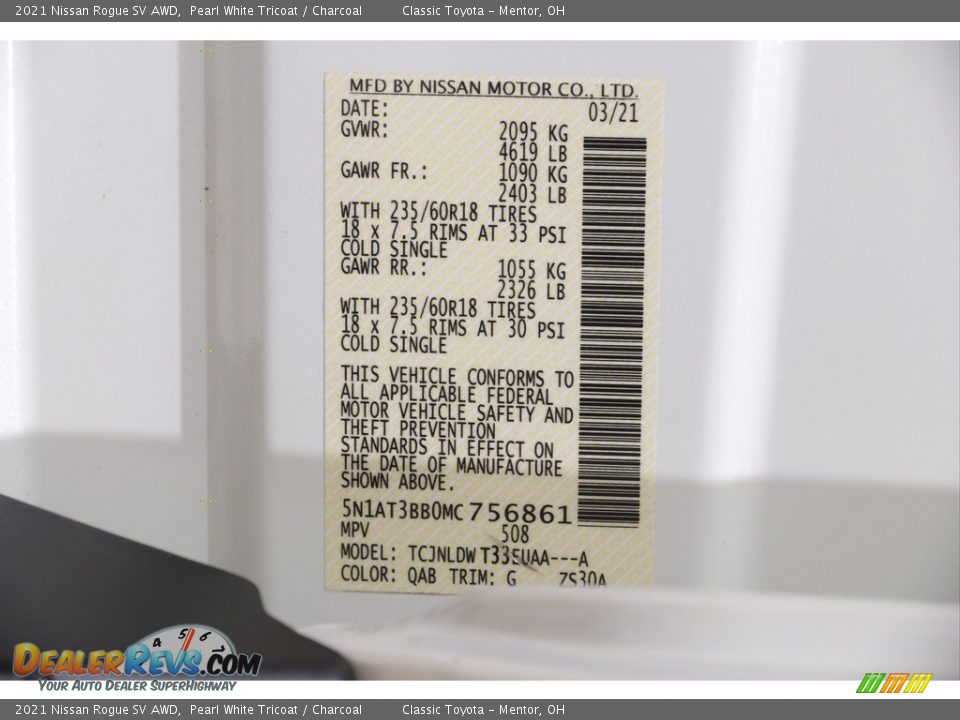 2021 Nissan Rogue SV AWD, Pearl White Tricoat / Charcoal Classic Toyota – Mentor, OH
MFD BY NISSAN MOTOR CO., LTD.
DATE: 03/21
GVWR: 2095 KG
4619 LB
GAWR FR.: 1090 KG
2403 LB
WITH 235/60R18 TIRES
18 x 7.5 RIMS AT 33 PSI
COLD SINGLE
GAWR RR.: 1055 KG
2326 LB
WITH 235/60R18 TIRES
18 x 7.5 RIMS AT 30 PSI
COLD SINGLE
THIS VEHICLE CONFORMS TO
ALL APPLICABLE FEDERAL
MOTOR VEHICLE SAFETY AND
THEFT PREVENTION
STANDARDS IN EFFECT ON
THE DATE OF MANUFACTURE
SHOWN ABOVE.
5N1AT3BB0MC756861
MPV 508
MODEL: TCJNLDWT33EUAA---A
COLOR: QAB TRIM: G ZS30A
4 5 6
DEALERREVS.COM
YOUR AUTO DEALER SUPERHIGHWAY
2021 Nissan Rogue SV AWD, Pearl White Tricoat / Charcoal Classic Toyota – Mentor, OH